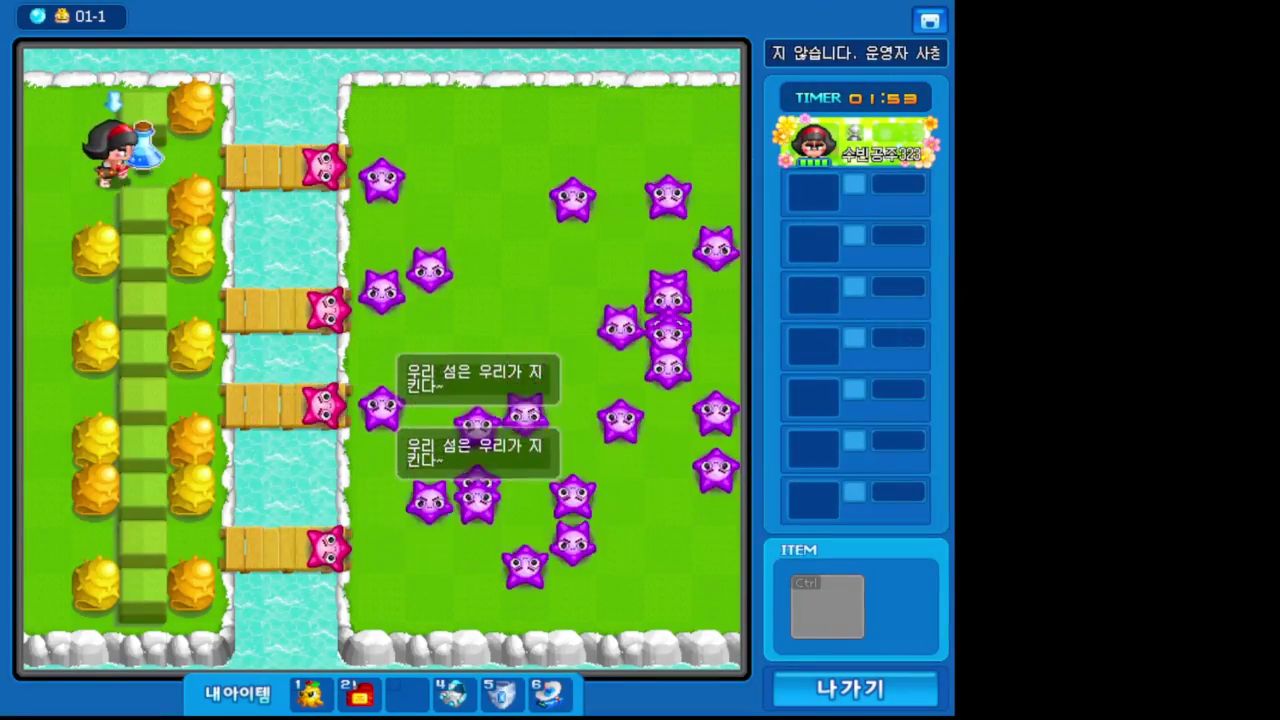 01-1
지 않습니다. 운영자 사칭
TIMER 01:53
수빈공주323
우리 섬은 우리가 지
킨다~
우리 섬은 우리가 지
킨다~
ITEM
Ctrl
내 아이템
1
2
4
5
6
나가기